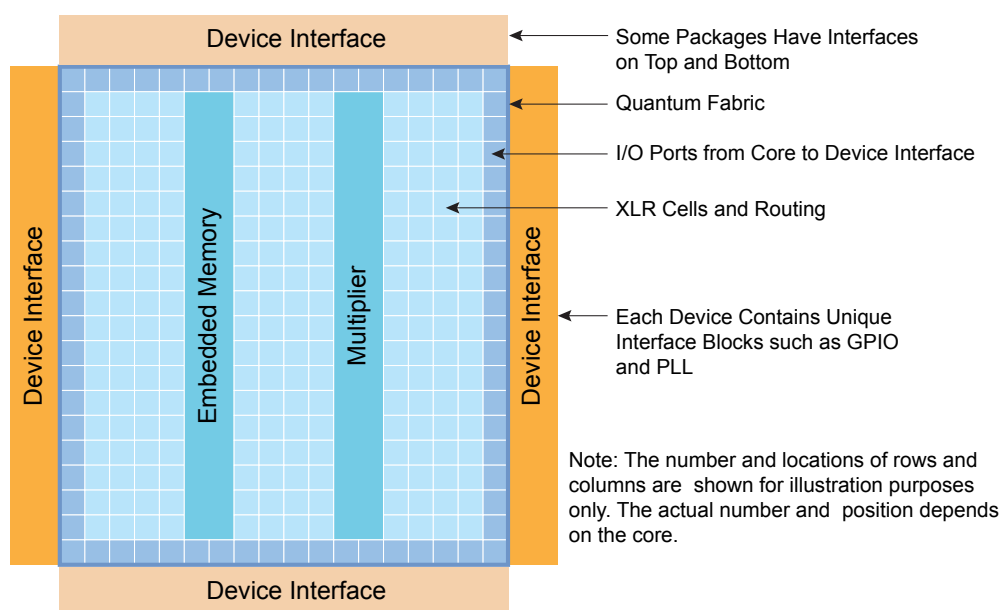 Device Interface
Some Packages Have Interfaces
on Top and Bottom
Quantum Fabric
I/O Ports from Core to Device Interface
XLR Cells and Routing
Device Interface
Embedded Memory
Multiplier
Device Interface
Each Device Contains Unique
Interface Blocks such as GPIO
and PLL
Note: The number and locations of rows and
columns are shown for illustration purposes
only. The actual number and position depends
on the core.
Device Interface